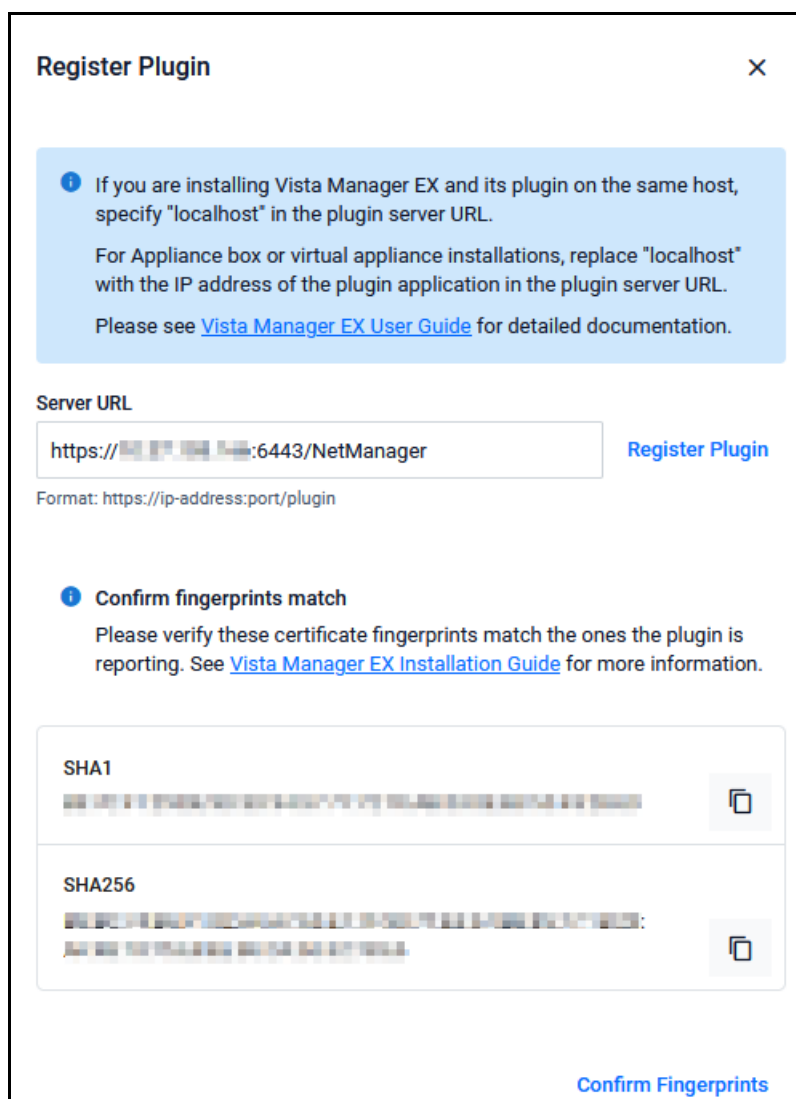 Register Plugin
If you are installing Vista Manager EX and its plugin on the same host,
specify "localhost" in the plugin server URL.
For Appliance box or virtual appliance installations, replace "localhost"
with the IP address of the plugin application in the plugin server URL.
Please see Vista Manager EX User Guide for detailed documentation.
Server URL
https:// :6443/NetManager
Register Plugin
Format: https://ip-address:port/plugin
Confirm fingerprints match
Please verify these certificate fingerprints match the ones the plugin is
reporting. See Vista Manager EX Installation Guide for more information.
SHA1
SHA256
Confirm Fingerprints